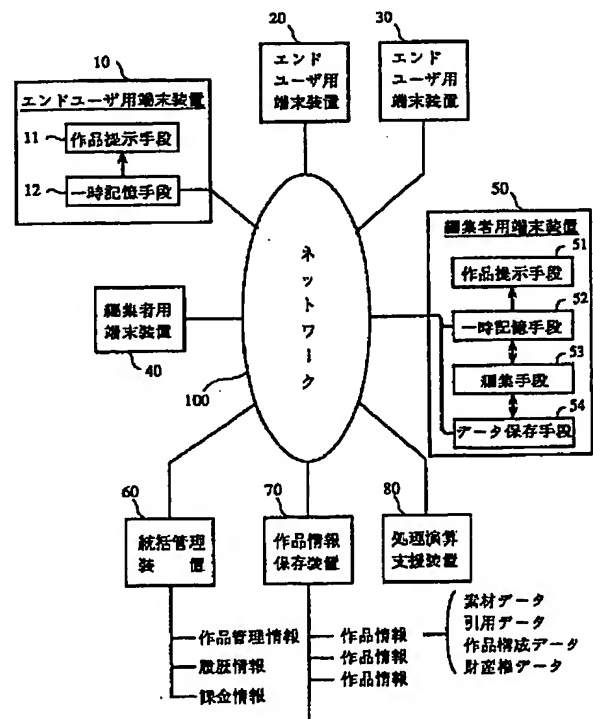 10
エンドユーザ用端末装置
11
作品提示手段
12
一時記憶手段
20
エンド
ユーザ用
端末装置
30
エンド
ユーザ用
端末装置
ネットワーク
100
編集者用
端末装置
40
50
編集者用端末装置
51
作品提示手段
52
一時記憶手段
53
編集手段
54
データ保存手段
60
統括管理
装置
作品管理情報
履歴情報
課金情報
70
作品情報
保存装置
作品情報
作品情報
作品情報
80
処理演算
支援装置
素材データ
引用データ
作品構成データ
財産権データ